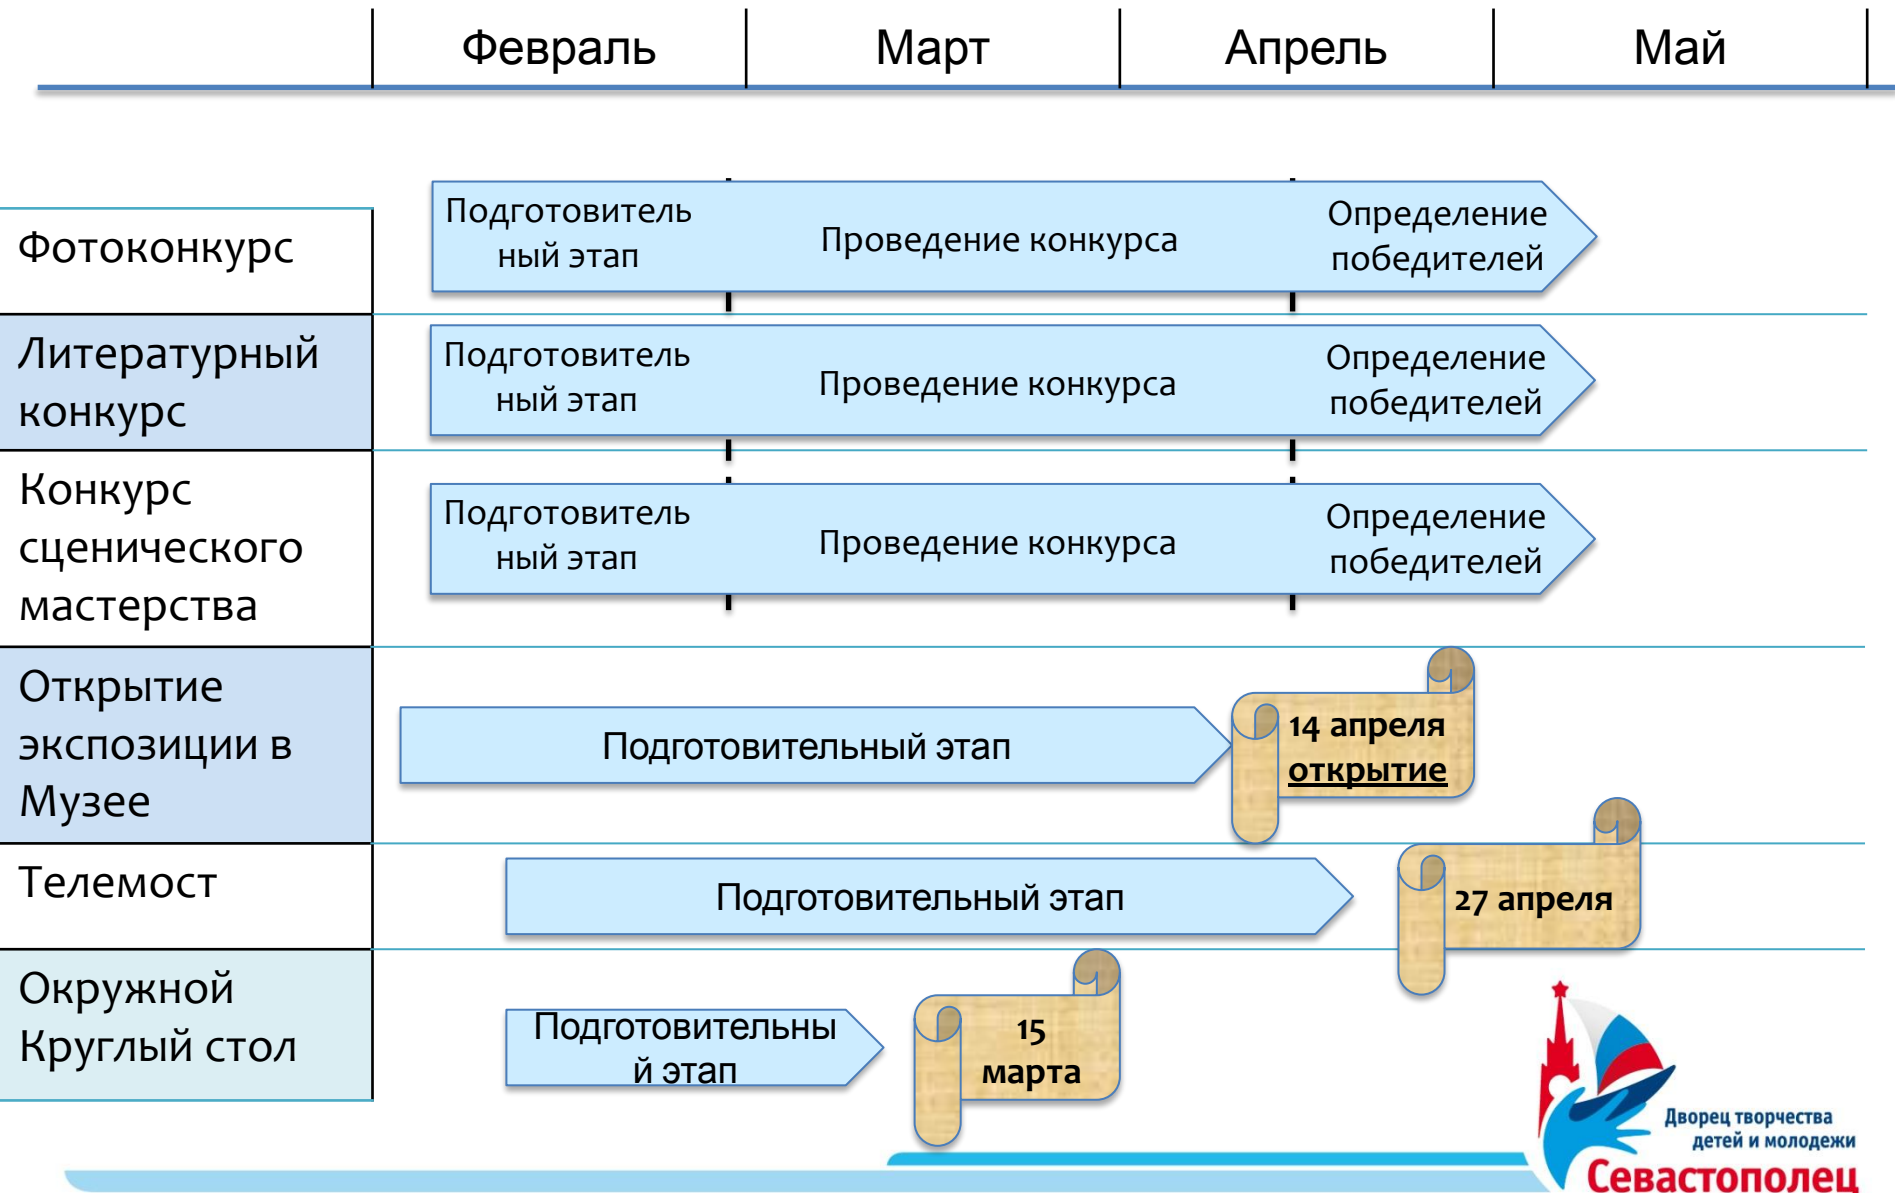 Февраль
Март
Апрель
Май
Фотоконкурс
Подготовитель
ный этап
Проведение конкурса
Определение
победителей
Литературный
конкурс
Подготовитель
ный этап
Проведение конкурса
Определение
победителей
Конкурс
сценического
мастерства
Подготовитель
ный этап
Проведение конкурса
Определение
победителей
Открытие
экспозиции в
Музее
Подготовительный этап
14 апреля
открытие
Телемост
Подготовительный этап
27 апреля
Окружной
Круглый стол
Подготовительны
й этап
15
марта
Дворец творчества
детей и молодежи
Севастополец